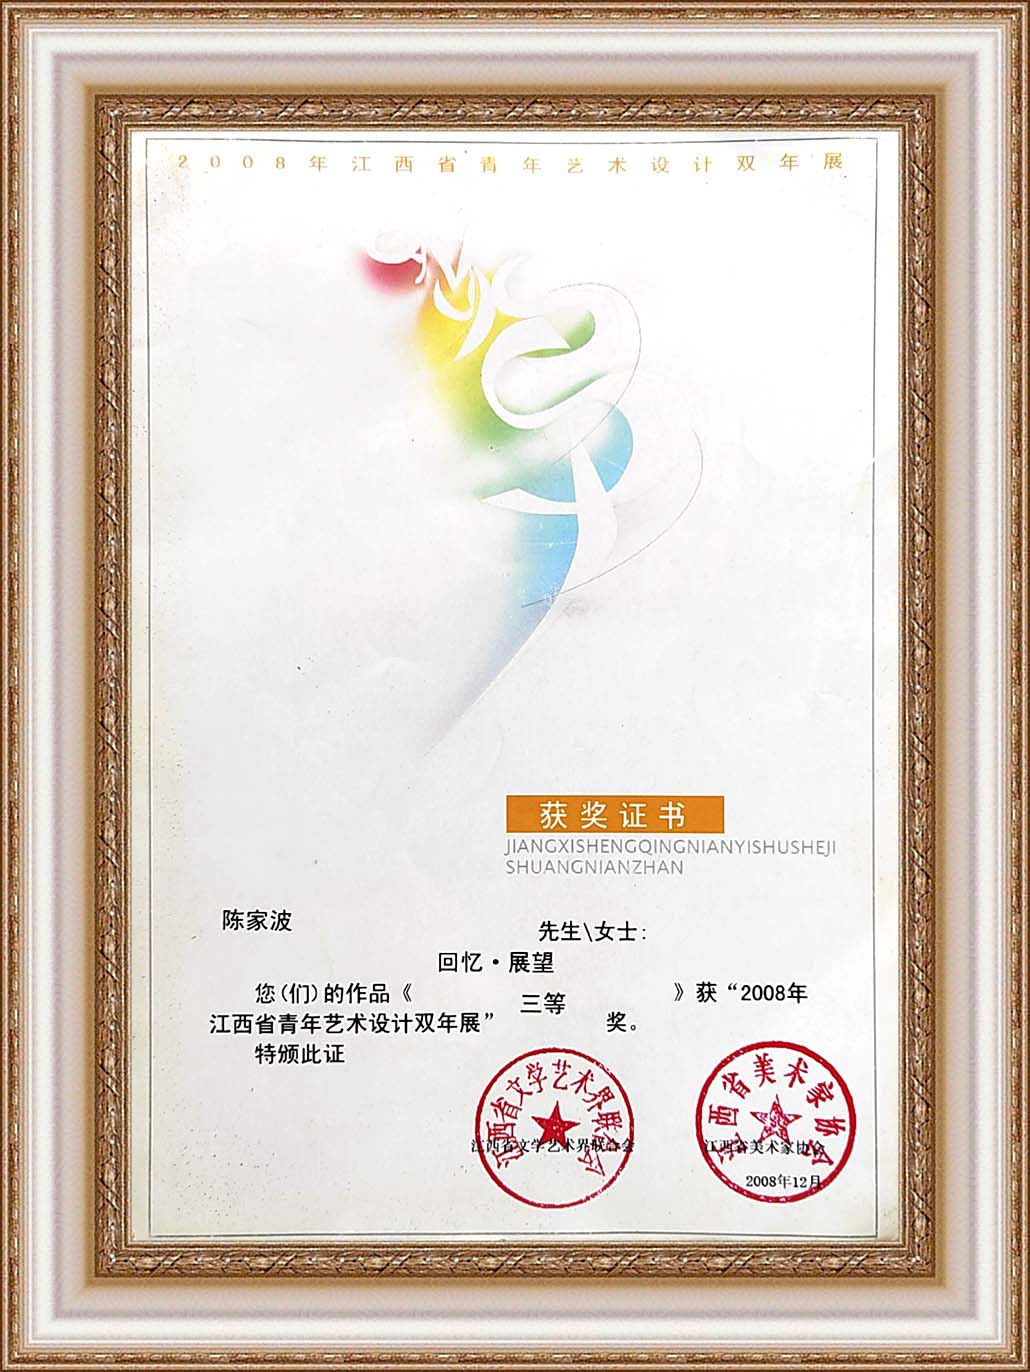 2008年江西省青年艺术设计双年展
获奖证书
JIANGXISHENGQINGNIANYISHUSHEJI
SHUANGNIANZHAN
陈家波
先生\女士:
回忆·展望
您(们)的作品《 》获“2008年
三等
江西省青年艺术设计双年展” 奖。
特颁此证
江西省文学艺术界联合会
江西省美术家协会
江西省文学艺术界联合会
江西省美术家协会
2008年12月